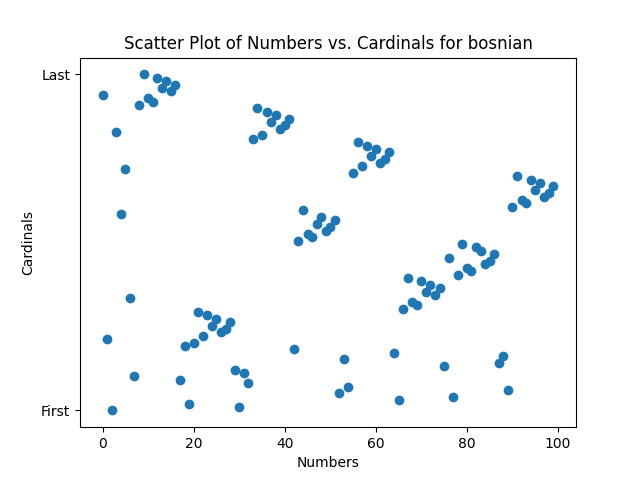 Scatter Plot of Numbers vs. Cardinals for bosnian
Last
Cardinals
First
0 20 40 60 80 100
Numbers